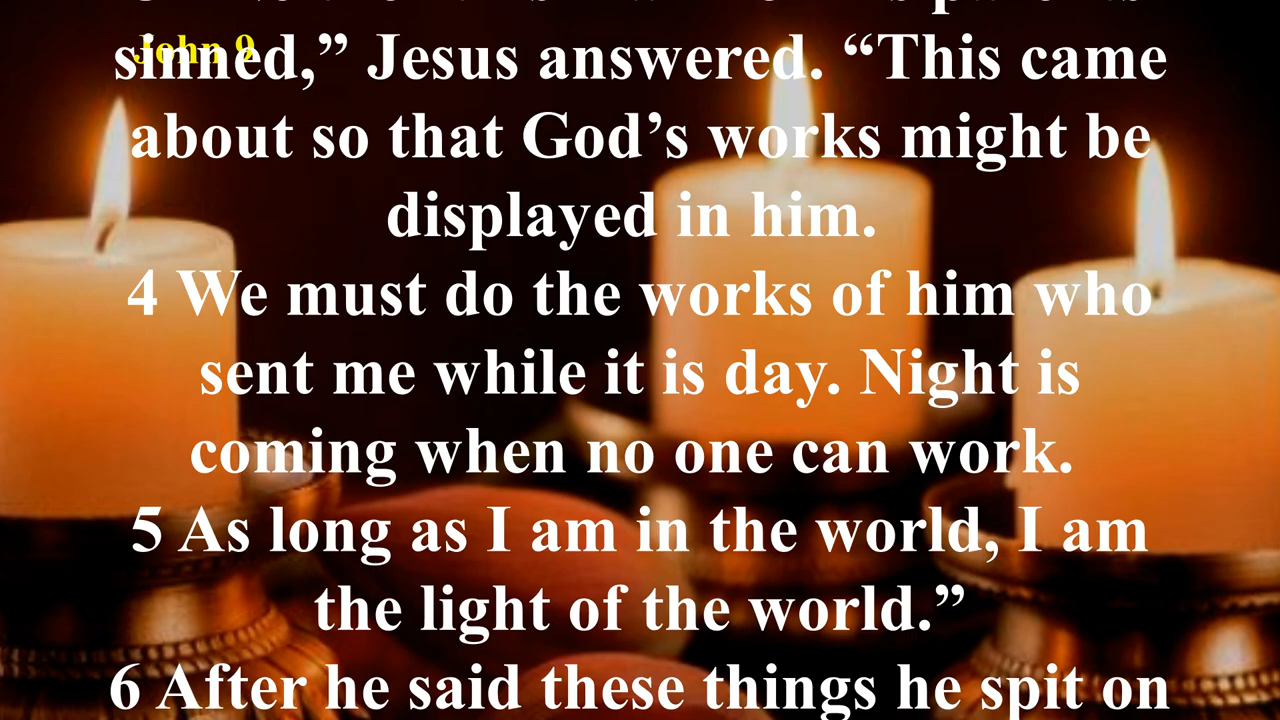 John 9
sinned,” Jesus answered. “This came
about so that God’s works might be
displayed in him.
4 We must do the works of him who
sent me while it is day. Night is
coming when no one can work.
5 As long as I am in the world, I am
the light of the world.”
6 After he said these things he spit on